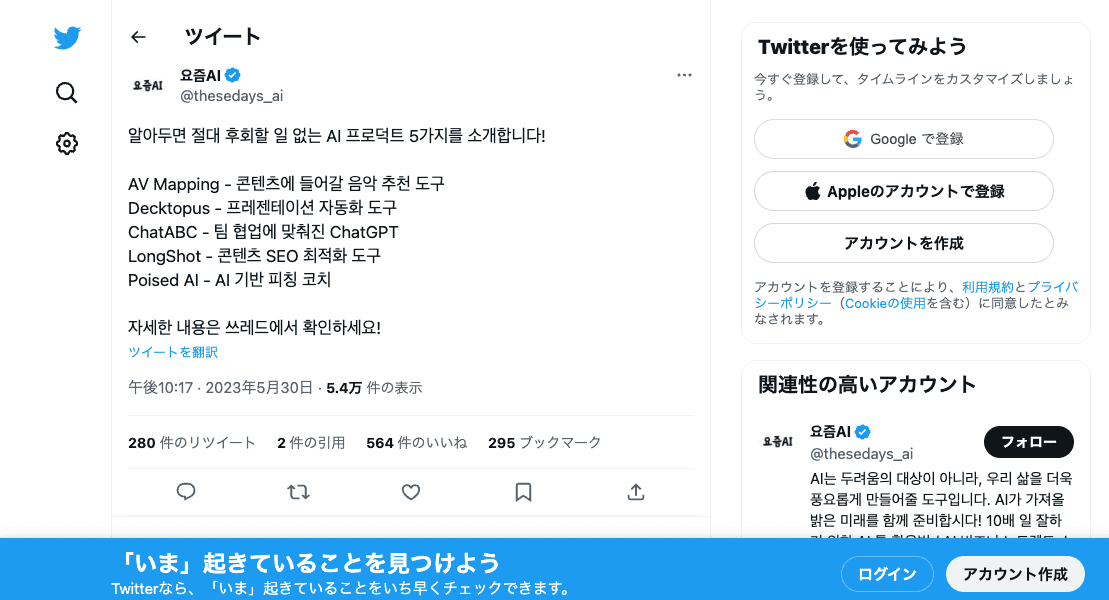 ツイート
요즘AI
요즘AI
@thesedays_ai
알아두면 절대 후회할 일 없는 AI 프로덕트 5가지를 소개합니다!
AV Mapping - 콘텐츠에 들어갈 음악 추천 도구
Decktopus - 프레젠테이션 자동화 도구
ChatABC - 팀 협업에 맞춰진 ChatGPT
LongShot - 콘텐츠 SEO 최적화 도구
Poised AI - AI 기반 피칭 코치
자세한 내용은 쓰레드에서 확인하세요!
ツイートを翻訳
午後10:17 · 2023年5月30日 · 5.4万 件の表示
280 件のリツイート 2 件の引用 564 件のいいね 295 ブックマーク
Twitterを使ってみよう
今すぐ登録して、タイムラインをカスタマイズしましょ
う。
Google で登録
Appleのアカウントで登録
アカウントを作成
アカウントを登録することにより、利用規約とプライバ
シーポリシー（Cookieの使用を含む）に同意したとみ
なされます。
関連性の高いアカウント
요즘AI
요즘AI
@thesedays_ai
フォロー
AI는 두려움의 대상이 아니라, 우리 삶을 더욱
풍요롭게 만들어줄 도구입니다. AI가 가져올
밝은 미래를 함께 준비합시다! 10배 일 잘하
「いま」起きていることを見つけよう
Twitterなら、「いま」起きていることをいち早くチェックできます。
ログイン
アカウント作成